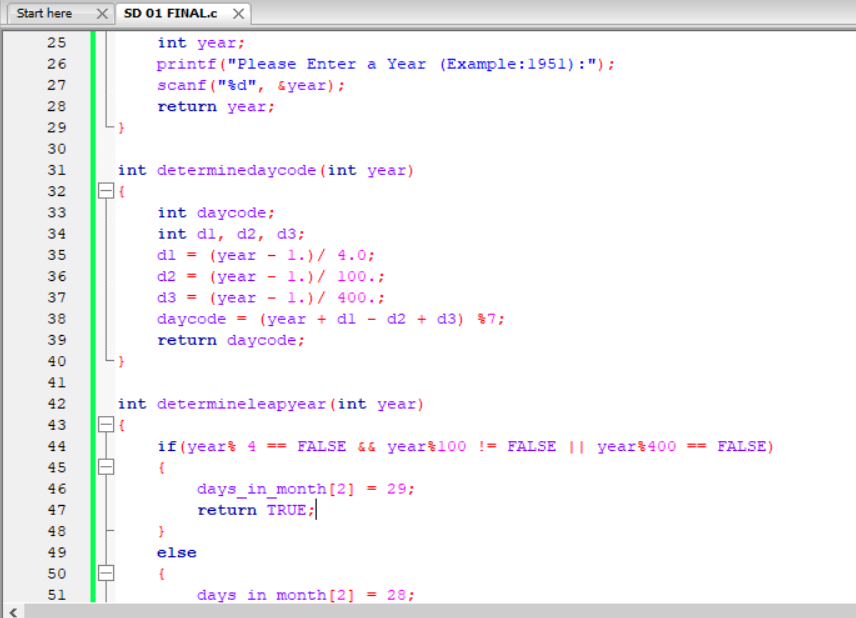 Start here SD 01 FINAL.c
25 int year;
26 printf("Please Enter a Year (Example:1951):");
27 scanf("%d", &year);
28 return year;
29 }
30
31 int determinedaycode(int year)
32 {
33 int daycode;
34 int d1, d2, d3;
35 d1 = (year - 1.)/ 4.0;
36 d2 = (year - 1.)/ 100.;
37 d3 = (year - 1.)/ 400.;
38 daycode = (year + d1 - d2 + d3) %7;
39 return daycode;
40 }
41
42 int determineleapyear(int year)
43 {
44 if(year% 4 == FALSE && year%100 != FALSE || year%400 == FALSE)
45 {
46 days_in_month[2] = 29;
47 return TRUE;
48 }
49 else
50 {
51 days_in_month[2] = 28;